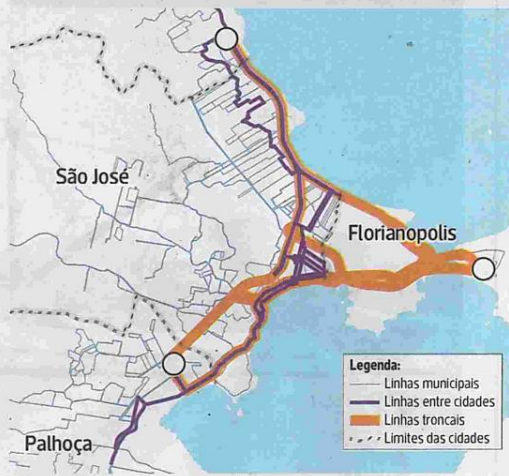 São José
Florianopolis
Legenda:
Linhas municipais
Linhas entre cidades
Linhas troncais
Limites das cidades
Palhoça